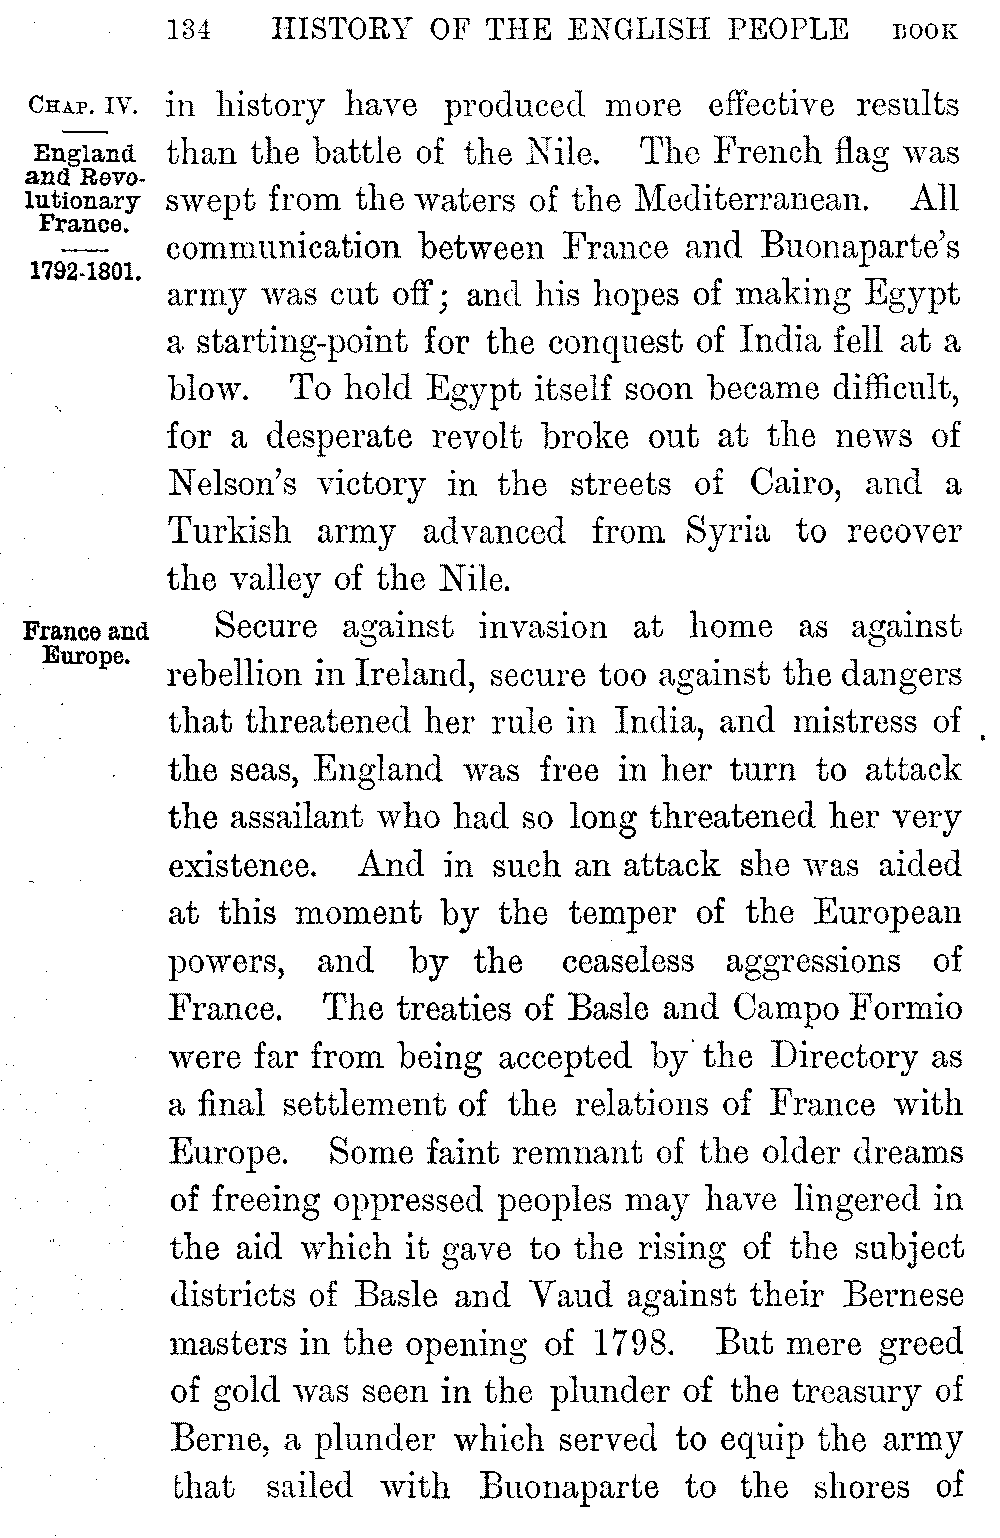 134 HISTORY OF THE ENGLISH PEOPLE BOOK
CHAP. IV.
England
and Revo-
lutionary
France.
1792-1801.
in history have produced more effective results
than the battle of the Nile. The French flag was
swept from the waters of the Mediterranean. All
communication between France and Buonaparte's
army was cut off; and his hopes of making Egypt
a starting-point for the conquest of India fell at a
blow. To hold Egypt itself soon became difficult,
for a desperate revolt broke out at the news of
Nelson's victory in the streets of Cairo, and a
Turkish army advanced from Syria to recover
the valley of the Nile.
France and
Europe.
Secure against invasion at home as against
rebellion in Ireland, secure too against the dangers
that threatened her rule in India, and mistress of
the seas, England was free in her turn to attack
the assailant who had so long threatened her very
existence. And in such an attack she was aided
at this moment by the temper of the European
powers, and by the ceaseless aggressions of
France. The treaties of Basle and Campo Formio
were far from being accepted by the Directory as
a final settlement of the relations of France with
Europe. Some faint remnant of the older dreams
of freeing oppressed peoples may have lingered in
the aid which it gave to the rising of the subject
districts of Basle and Vaud against their Bernese
masters in the opening of 1798. But mere greed
of gold was seen in the plunder of the treasury of
Berne, a plunder which served to equip the army
that sailed with Buonaparte to the shores of